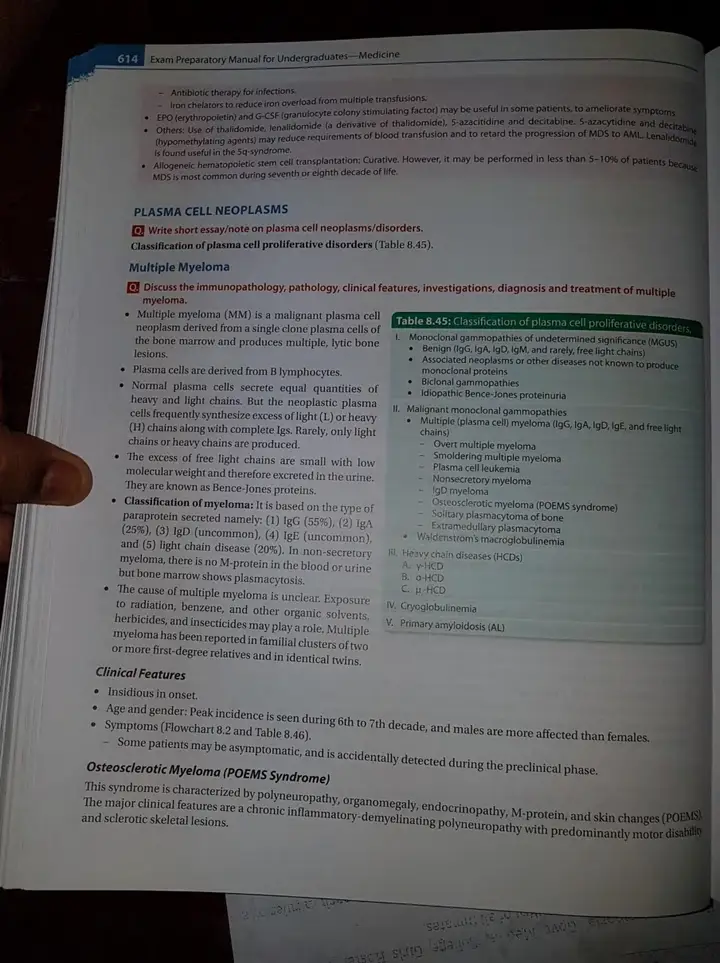 614 Exam Preparatory Manual for Undergraduates—Medicine
– Antibiotic therapy for infections.
– Iron chelators to reduce iron overload from multiple transfusions.
• EPO (erythropoietin) and G-CSF (granulocyte colony stimulating factor) may be useful in some patients, to ameliorate symptoms
• Others: Use of thalidomide, lenalidomide (a derivative of thalidomide), 5-azacitidine and decitabine. 5-azacytidine and decitabine
(hypomethylating agents) may reduce requirements of blood transfusion and to retard the progression of MDS to AML. Lenalidomide
is found useful in the 5q-syndrome.
• Allogeneic hematopoietic stem cell transplantation: Curative. However, it may be performed in less than 5–10% of patients because
MDS is most common during seventh or eighth decade of life.
PLASMA CELL NEOPLASMS
Q. Write short essay/note on plasma cell neoplasms/disorders.
Classification of plasma cell proliferative disorders (Table 8.45).
Multiple Myeloma
Q. Discuss the immunopathology, pathology, clinical features, investigations, diagnosis and treatment of multiple
myeloma.
• Multiple myeloma (MM) is a malignant plasma cell
neoplasm derived from a single clone plasma cells of
the bone marrow and produces multiple, lytic bone
lesions.
• Plasma cells are derived from B lymphocytes.
• Normal plasma cells secrete equal quantities of
heavy and light chains. But the neoplastic plasma
cells frequently synthesize excess of light (L) or heavy
(H) chains along with complete Igs. Rarely, only light
chains or heavy chains are produced.
• The excess of free light chains are small with low
molecular weight and therefore excreted in the urine.
They are known as Bence-Jones proteins.
• Classification of myeloma: It is based on the type of
paraprotein secreted namely: (1) IgG (55%), (2) IgA
(25%), (3) IgD (uncommon), (4) IgE (uncommon),
and (5) light chain disease (20%). In non-secretory
myeloma, there is no M-protein in the blood or urine
but bone marrow shows plasmacytosis.
• The cause of multiple myeloma is unclear. Exposure
to radiation, benzene, and other organic solvents,
herbicides, and insecticides may play a role. Multiple
myeloma has been reported in familial clusters of two
or more first-degree relatives and in identical twins.
Table 8.45: Classification of plasma cell proliferative disorders.
I. Monoclonal gammopathies of undetermined significance (MGUS)
• Benign (IgG, IgA, IgD, IgM, and rarely, free light chains)
• Associated neoplasms or other diseases not known to produce
monoclonal proteins
• Biclonal gammopathies
• Idiopathic Bence-Jones proteinuria
II. Malignant monoclonal gammopathies
• Multiple (plasma cell) myeloma (IgG, IgA, IgD, IgE, and free light
chains)
– Overt multiple myeloma
– Smoldering multiple myeloma
– Plasma cell leukemia
– Nonsecretory myeloma
– IgD myeloma
– Osteosclerotic myeloma (POEMS syndrome)
– Solitary plasmacytoma of bone
– Extramedullary plasmacytoma
• Waldenstrom's macroglobulinemia
III. Heavy chain diseases (HCDs)
A. γ-HCD
B. α-HCD
C. μ-HCD
IV. Cryoglobulinemia
V. Primary amyloidosis (AL)
Clinical Features
• Insidious in onset.
• Age and gender: Peak incidence is seen during 6th to 7th decade, and males are more affected than females.
• Symptoms (Flowchart 8.2 and Table 8.46).
– Some patients may be asymptomatic, and is accidentally detected during the preclinical phase.
Osteosclerotic Myeloma (POEMS Syndrome)
This syndrome is characterized by polyneuropathy, organomegaly, endocrinopathy, M-protein, and skin changes (POEMS).
The major clinical features are a chronic inflammatory-demyelinating polyneuropathy with predominantly motor disability
and sclerotic skeletal lesions.